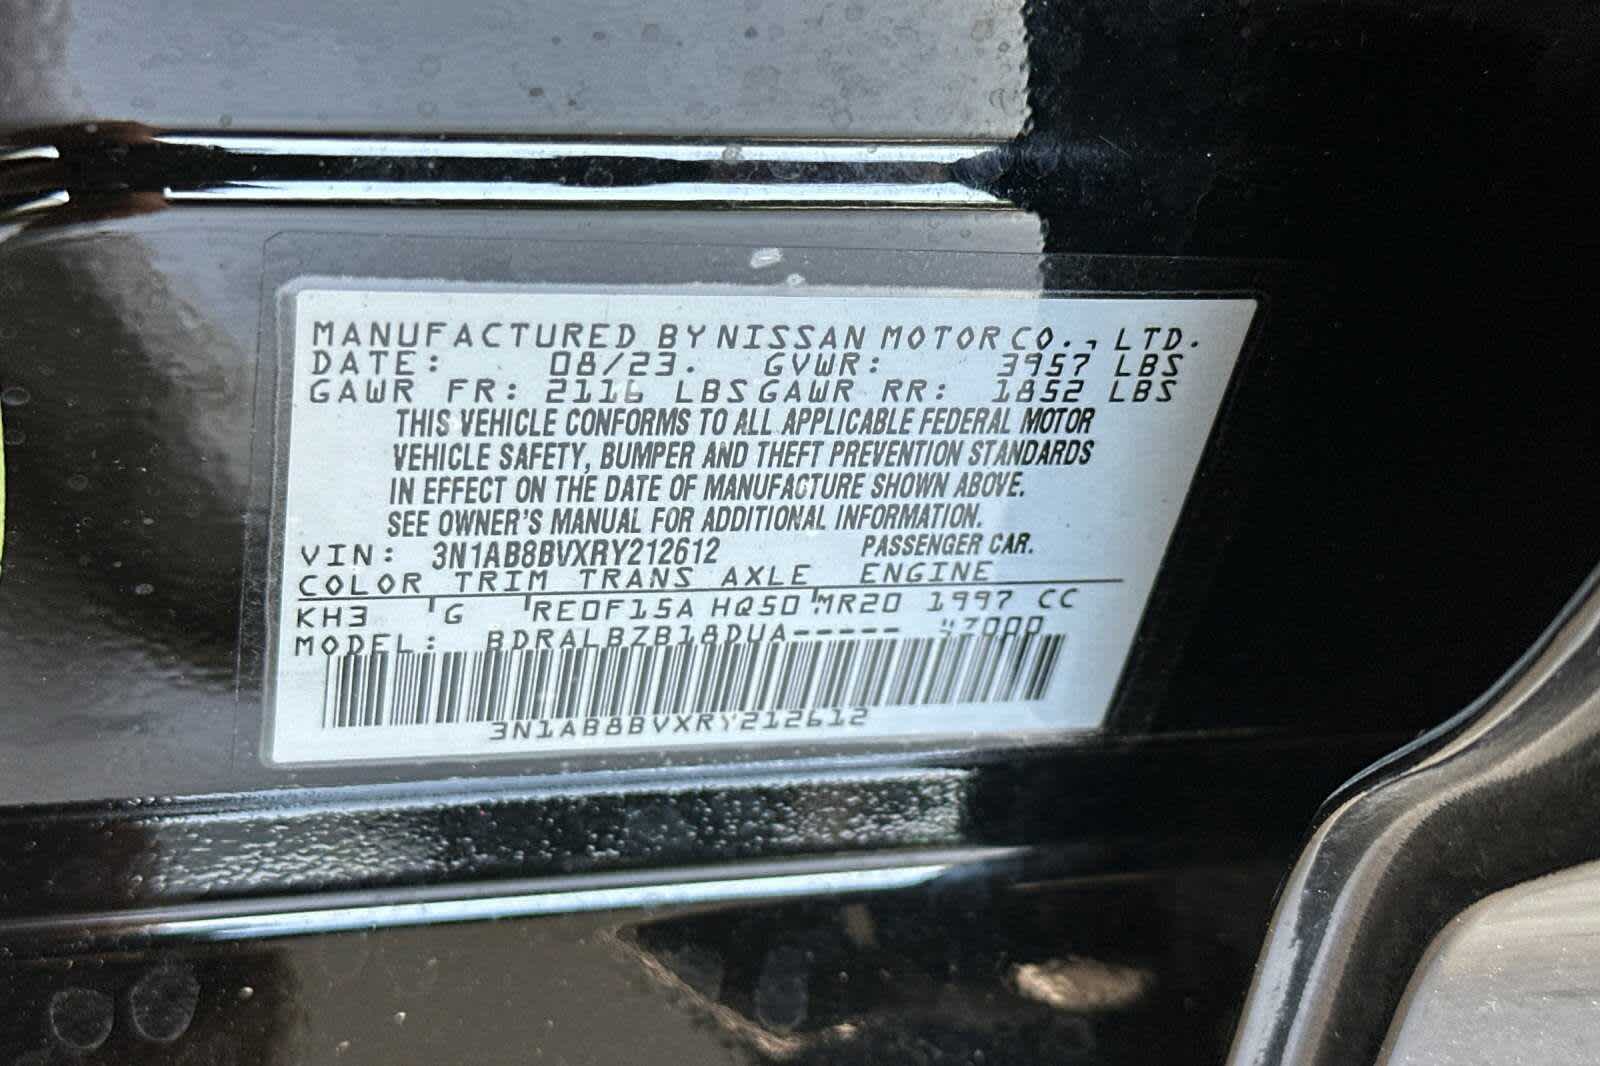 MANUFACTURED BY NISSAN MOTOR CO., LTD.
DATE: 08/23. GVWR: 3957 LBS
GAWR FR: 2116 LBS GAWR RR: 1852 LBS
THIS VEHICLE CONFORMS TO ALL APPLICABLE FEDERAL MOTOR
VEHICLE SAFETY, BUMPER AND THEFT PREVENTION STANDARDS
IN EFFECT ON THE DATE OF MANUFACTURE SHOWN ABOVE.
SEE OWNER'S MANUAL FOR ADDITIONAL INFORMATION.
VIN: 3N1AB8BVXRY212612 PASSENGER CAR.
COLOR TRIM TRANS AXLE ENGINE
KH3 G RE0F15A HQ50 MR20 1997 CC
MODEL: BDRALBZB18DUA-----
3N1AB8BVXRY212612